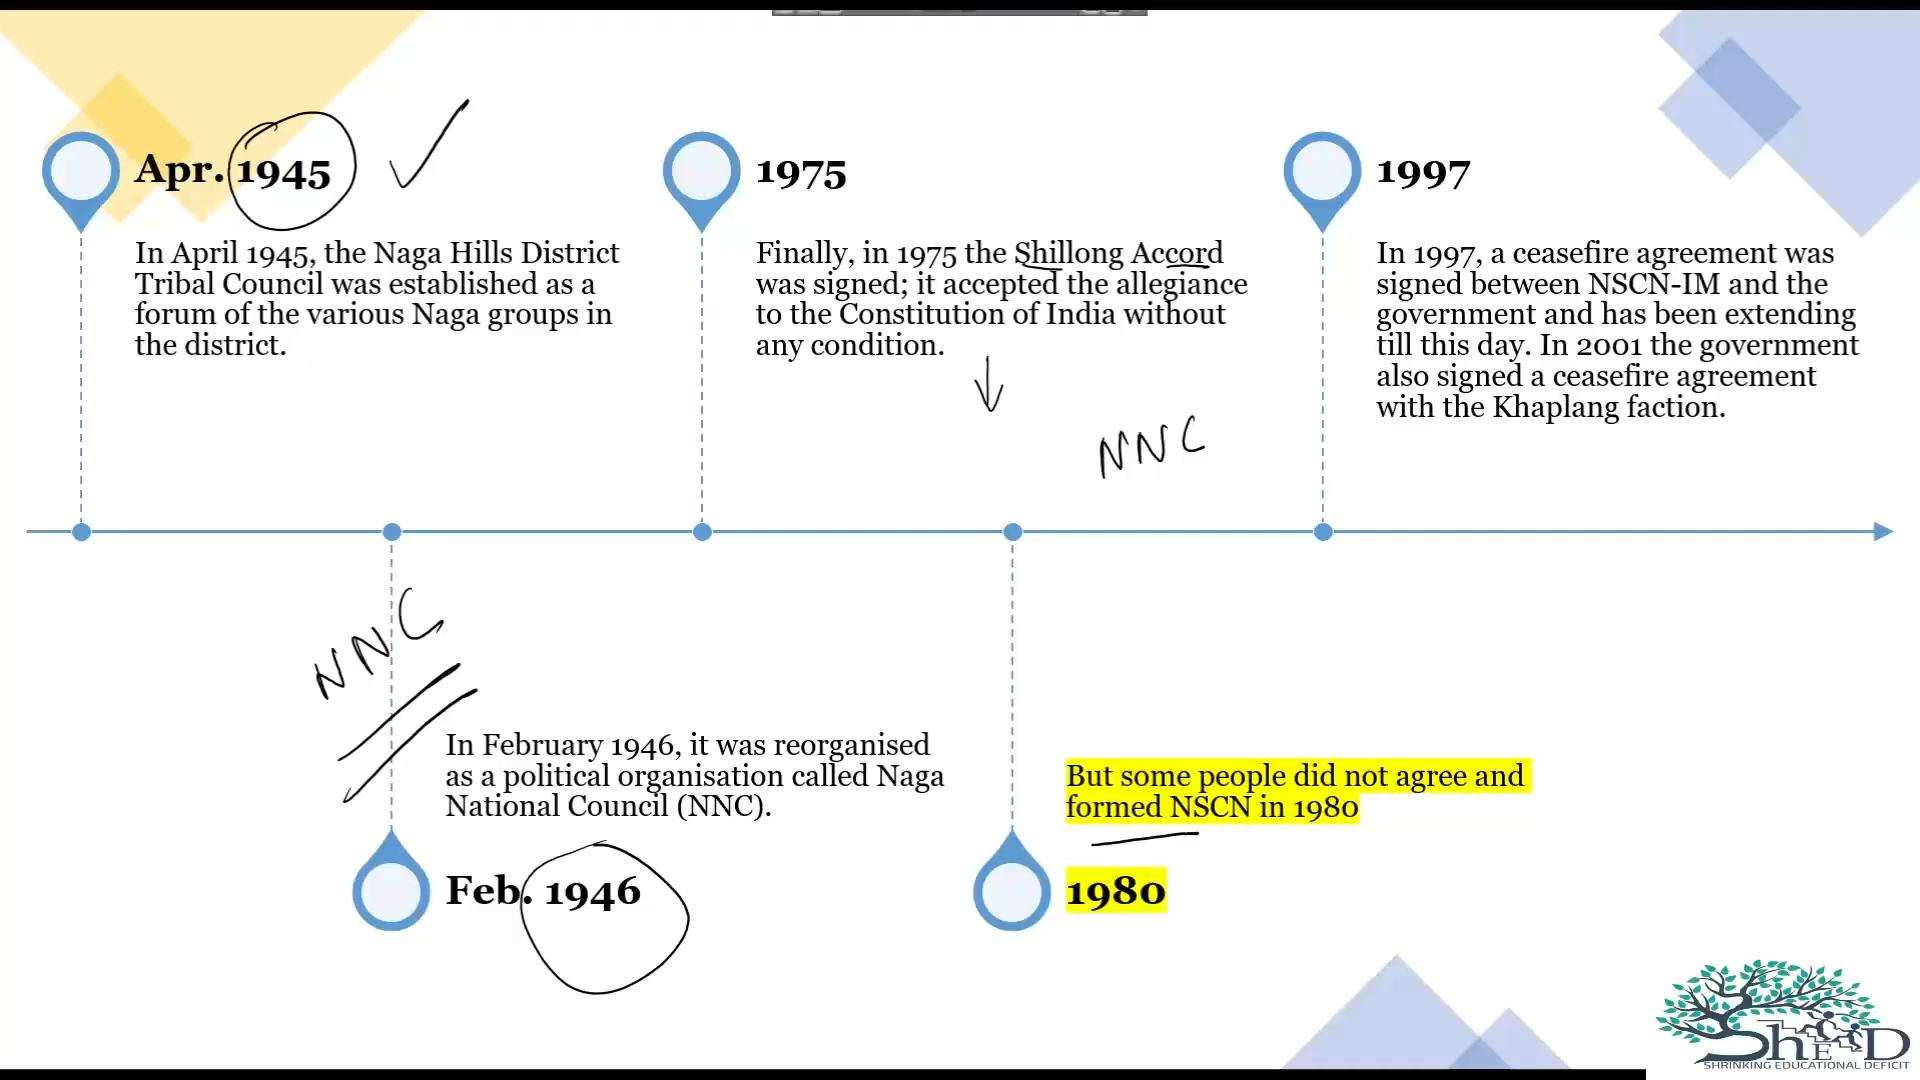 Apr. 1945
In April 1945, the Naga Hills District
Tribal Council was established as a
forum of the various Naga groups in
the district.
1975
Finally, in 1975 the Shillong Accord
was signed; it accepted the allegiance
to the Constitution of India without
any condition.
NNC
1997
In 1997, a ceasefire agreement was
signed between NSCN-IM and the
government and has been extending
till this day. In 2001 the government
also signed a ceasefire agreement
with the Khaplang faction.
NNC
In February 1946, it was reorganised
as a political organisation called Naga
National Council (NNC).
Feb. 1946
But some people did not agree and
formed NSCN in 1980
1980
ShED
SHRINKING EDUCATIONAL DEFICIT